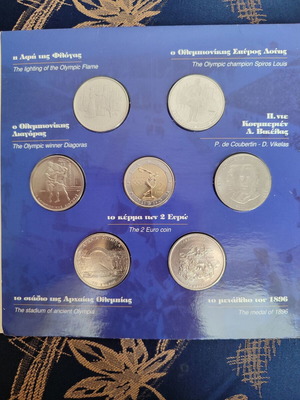 η Αφή της Φλόγας
The lighting of the Olympic Flame
ο Ολυμπιονίκης Σπύρος Λούης
The Olympic champion Spiros Louis
ο Ολυμπιονίκης
Διαγόρας
The Olympic winner Diagoras
Π. ντε
Κουμπερτέν
Δ. Βικέλας
P. de Coubertin - D. Vikelas
το κέρμα των 2 Ευρώ
The 2 Euro coin
το στάδιο της Αρχαίας Ολυμπίας
The stadium of ancient Olympia
το μετάλλιο του 1896
The medal of 1896